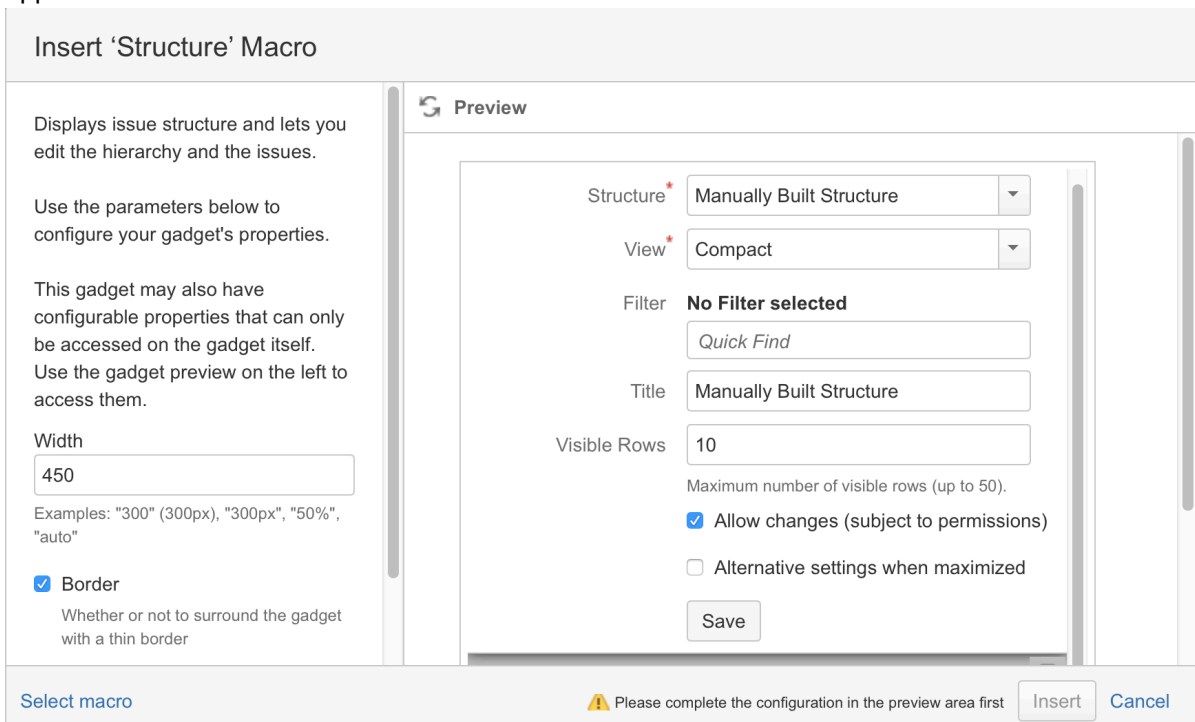 Insert ‘Structure’ Macro
Displays issue structure and lets you
edit the hierarchy and the issues.
Use the parameters below to
configure your gadget's properties.
This gadget may also have
configurable properties that can only
be accessed on the gadget itself.
Use the gadget preview on the left to
access them.
Width
450
Examples: "300" (300px), "300px", "50%",
"auto"
Border
Whether or not to surround the gadget
with a thin border
Preview
Structure* Manually Built Structure
View* Compact
Filter No Filter selected
Quick Find
Title Manually Built Structure
Visible Rows 10
Maximum number of visible rows (up to 50).
Allow changes (subject to permissions)
Alternative settings when maximized
Save
Select macro Please complete the configuration in the preview area first Insert Cancel